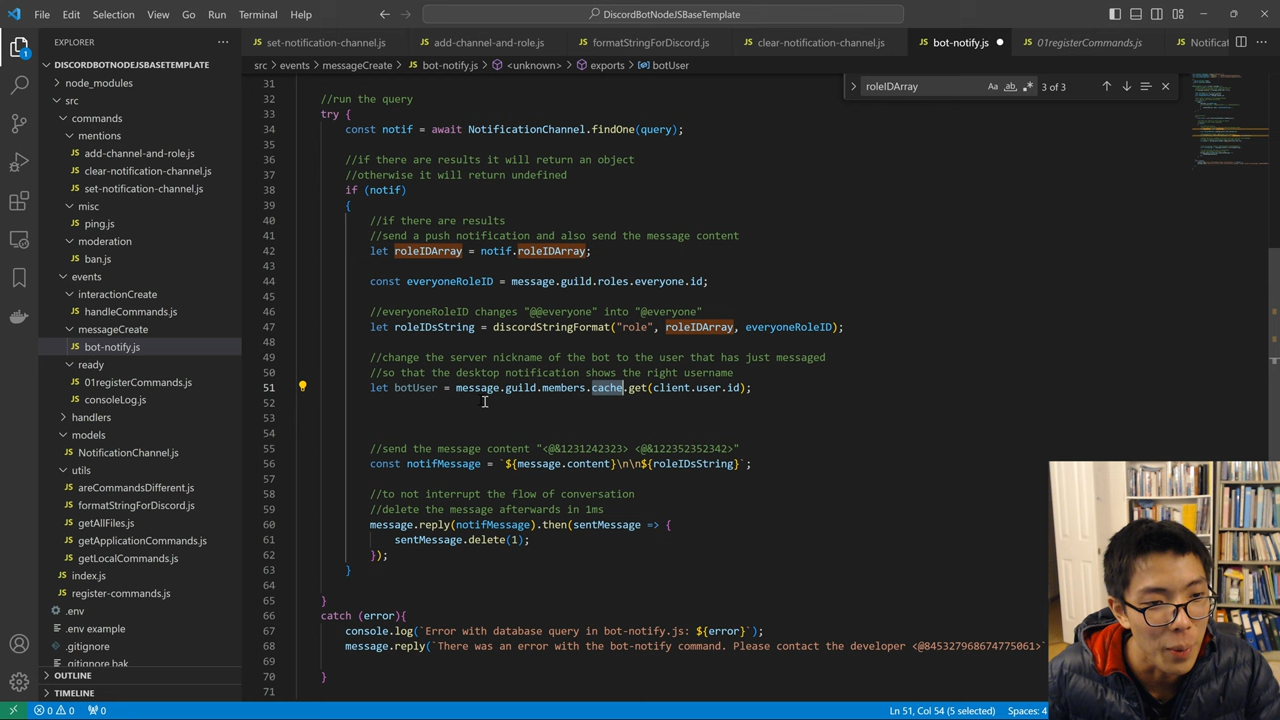 File Edit Selection View Go Run Terminal Help
DiscordBotNodeJSBaseTemplate
EXPLORER
set-notification-channel.js
add-channel-and-role.js
formatStringForDiscord.js
clear-notification-channel.js
bot-notify.js
01registerCommands.js
Notificat
src > events > messageCreate > bot-notify.js > <unknown> > exports > botUser
roleIDArray
Aa
ab
3 of 3
DISCORDBOTNODEJSBASETEMPLATE
node_modules
src
commands
mentions
add-channel-and-role.js
clear-notification-channel.js
set-notification-channel.js
misc
ping.js
moderation
ban.js
events
interactionCreate
handleCommands.js
messageCreate
bot-notify.js
ready
01registerCommands.js
consoleLog.js
handlers
models
NotificationChannel.js
utils
areCommandsDifferent.js
formatStringForDiscord.js
getAllFiles.js
getApplicationCommands.js
getLocalCommands.js
index.js
register-commands.js
.env
.env example
.gitignore
.gitignore.bak
OUTLINE
TIMELINE
31
32 //run the query
33 try {
34 const notif = await NotificationChannel.findOne(query);
35
36 //if there are results it will return an object
37 //otherwise it will return undefined
38 if (notif)
39 {
40 //if there are results
41 //send a push notification and also send the message content
42 let roleIDArray = notif.roleIDArray;
43
44 const everyoneRoleID = message.guild.roles.everyone.id;
45
46 //everyoneRoleID changes "@@everyone" into "@everyone"
47 let roleIDsString = discordStringFormat("role", roleIDArray, everyoneRoleID);
48
49 //change the server nickname of the bot to the user that has just messaged
50 //so that the desktop notification shows the right username
51 let botUser = message.guild.members.cache.get(client.user.id);
52
53
54
55 //send the message content "<@&1231242323> <@&122352352342>"
56 const notifMessage = `${message.content}\n\n${roleIDsString}`;
57
58 //to not interrupt the flow of conversation
59 //delete the message afterwards in 1ms
60 message.reply(notifMessage).then(sentMessage => {
61 sentMessage.delete(1);
62 });
63 }
64
65 }
66 catch (error){
67 console.log(`Error with database query in bot-notify.js: ${error}`);
68 message.reply(`There was an error with the bot-notify command. Please contact the developer <@845327968674775061>`
69
70 }
71
0 0 0
Ln 51, Col 54 (5 selected) Spaces: 4